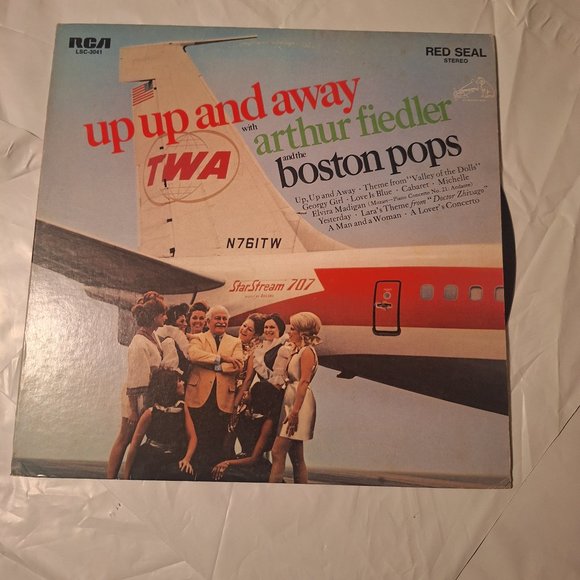 RCA
LSC-3041
RED SEAL
STEREO
up up and away
with
arthur fiedler
and the
boston pops
Up, Up and Away · Theme from "Valley of the Dolls"
Georgy Girl · Love Is Blue · Cabaret · Michelle
Elvira Madigan (Mozart—Piano Concerto No. 21: Andante)
Yesterday · Lara's Theme from "Doctor Zhivago"
A Man and a Woman · A Lover's Concerto
TWA
N761TW
StarStream 707